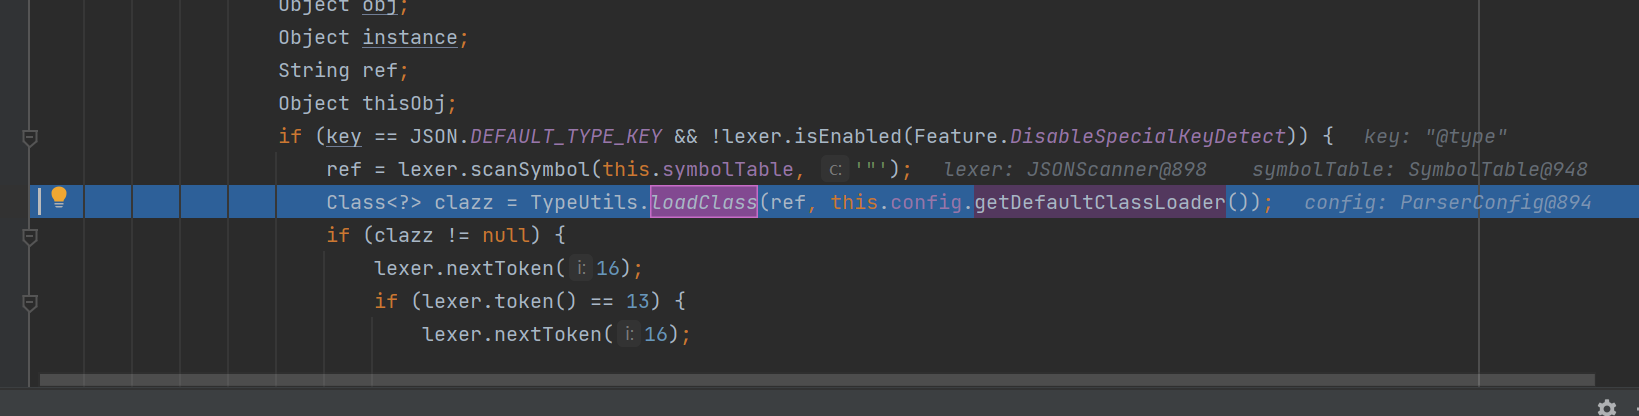 Object obj;
Object instance;
String ref;
Object thisObj;
if (key == JSON.DEFAULT_TYPE_KEY && !lexer.isEnabled(Feature.DisableSpecialKeyDetect)) { key: "@type"
ref = lexer.scanSymbol(this.symbolTable, c: '"'); lexer: JSONScanner@898 symbolTable: SymbolTable@948
Class<?> clazz = TypeUtils.loadClass(ref, this.config.getDefaultClassLoader()); config: ParserConfig@894
if (clazz != null) {
lexer.nextToken( i: 16);
if (lexer.token() == 13) {
lexer.nextToken( i: 16);